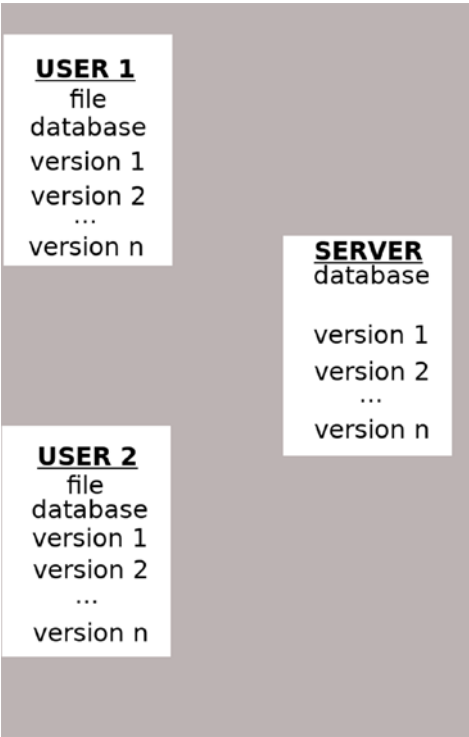 USER 1
file
database
version 1
version 2
...
version n
SERVER
database
version 1
version 2
...
version n
USER 2
file
database
version 1
version 2
...
version n